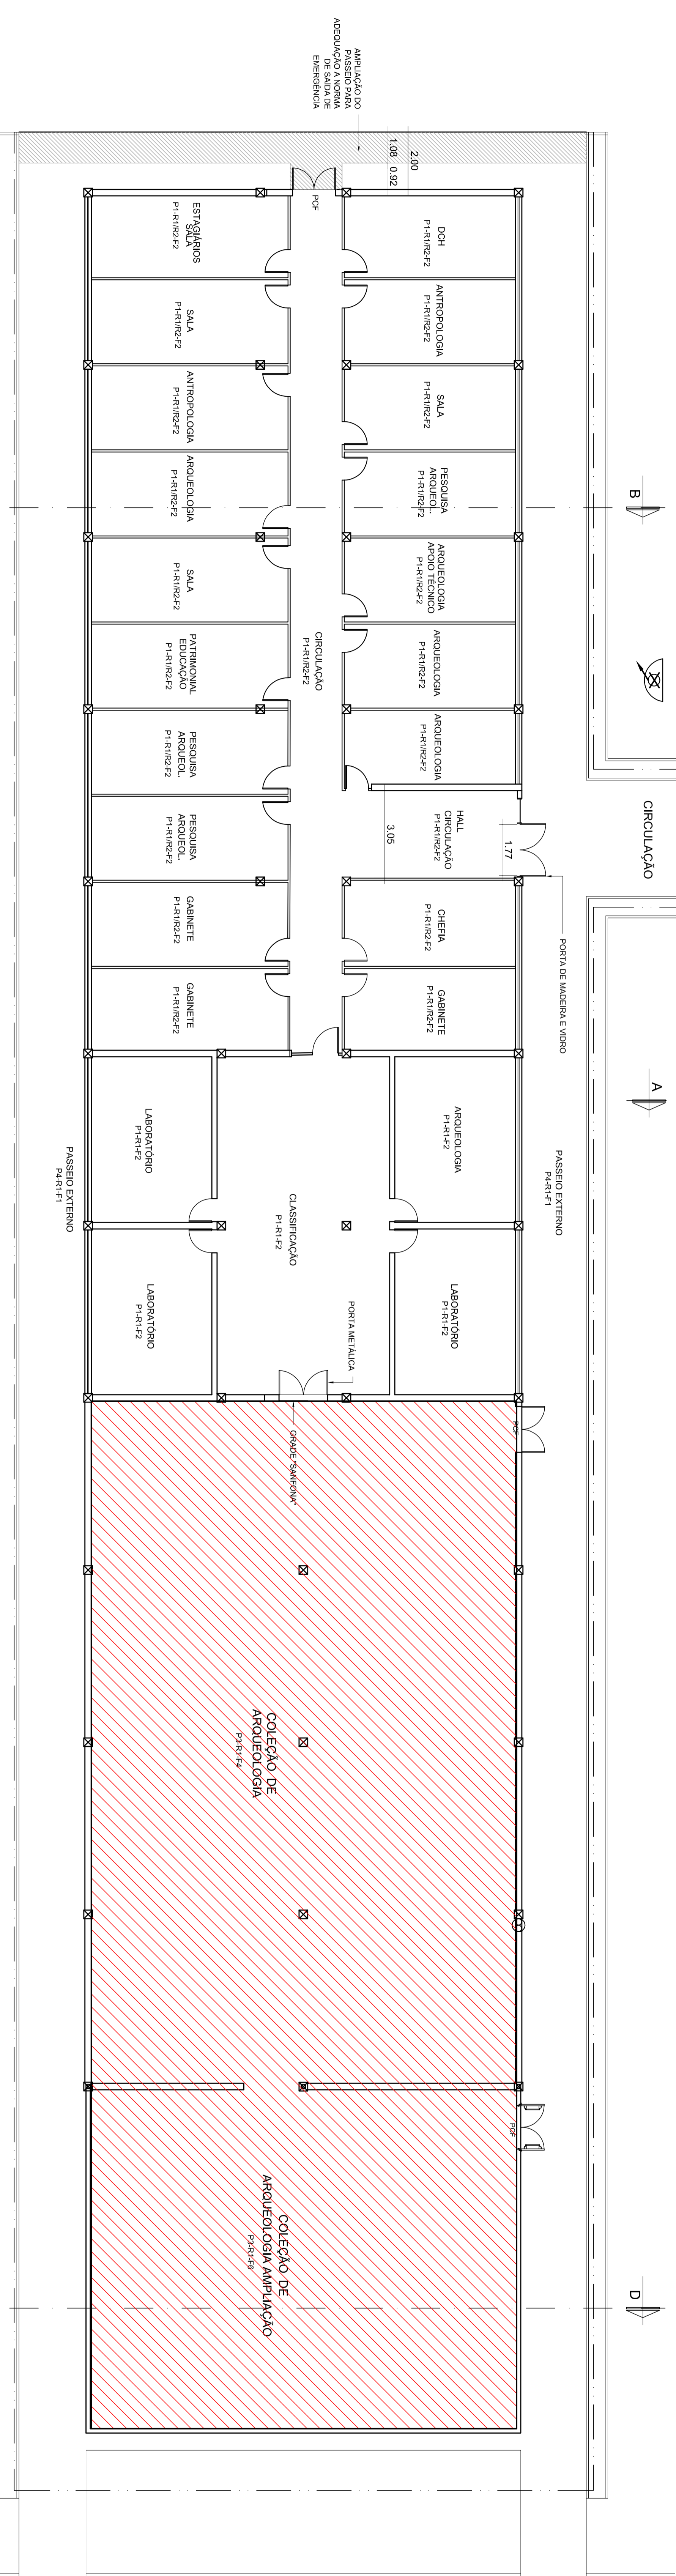 B
A
D
CIRCULAÇÃO
PORTA DE MADEIRA E VIDRO
PASSEIO EXTERNO
P4-R1-F1
AMPLIAÇÃO DO
PASSEIO PARA
ADEQUAÇÃO A NORMA
DE SAÍDA DE
EMERGÊNCIA
2.00
1.08 0.92
PCF
DCH
P1-R1/R2-F2
ANTROPOLOGIA
P1-R1/R2-F2
SALA
P1-R1/R2-F2
PESQUISA
ARQUEOL.
P1-R1/R2-F2
ARQUEOLOGIA
APOIO TÉCNICO
P1-R1/R2-F2
ARQUEOLOGIA
P1-R1/R2-F2
ARQUEOLOGIA
P1-R1/R2-F2
1.77
HALL
CIRCULAÇÃO
P1-R1/R2-F2
3.05
CHEFIA
P1-R1/R2-F2
GABINETE
P1-R1/R2-F2
ARQUEOLOGIA
P1-R1-F2
LABORATÓRIO
P1-R1-F2
PCF
PCF
CIRCULAÇÃO
P1-R1/R2-F2
CLASSIFICAÇÃO
P1-R1-F2
PORTA METÁLICA
GRADE "SANFONA"
ESTAGIÁRIOS
SALA
P1-R1/R2-F2
SALA
P1-R1/R2-F2
ANTROPOLOGIA
P1-R1/R2-F2
ARQUEOLOGIA
P1-R1/R2-F2
SALA
P1-R1/R2-F2
PATRIMONIAL
EDUCAÇÃO
P1-R1/R2-F2
PESQUISA
ARQUEOL.
P1-R1/R2-F2
PESQUISA
ARQUEOL.
P1-R1/R2-F2
GABINETE
P1-R1/R2-F2
GABINETE
P1-R1/R2-F2
LABORATÓRIO
P1-R1-F2
LABORATÓRIO
P1-R1-F2
COLEÇÃO DE
ARQUEOLOGIA
P3-R1-F4
COLEÇÃO DE
ARQUEOLOGIA AMPLIAÇÃO
P3-R1-F6
PASSEIO EXTERNO
P4-R1-F1